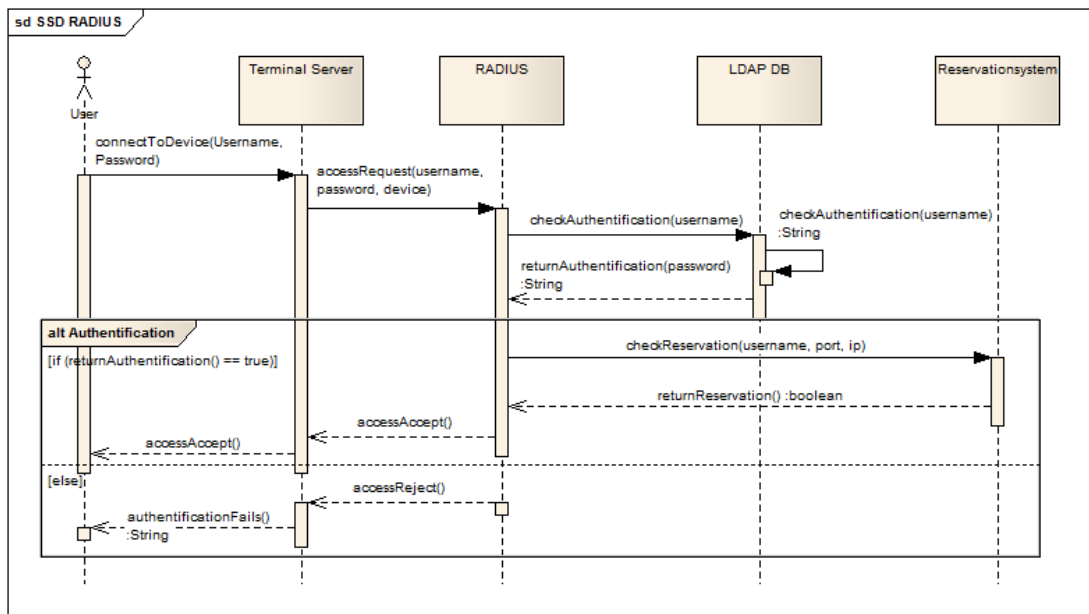 sd SSD RADIUS
User
Terminal Server
RADIUS
LDAP DB
Reservationsystem
connectToDevice(Username,
Password)
accessRequest(username,
password, device)
checkAuthentification(username)
checkAuthentification(username)
:String
returnAuthentification(password)
:String
alt Authentification
[if (returnAuthentification() == true)]
checkReservation(username, port, ip)
returnReservation() :boolean
accessAccept()
accessAccept()
[else]
accessReject()
authentificationFails()
:String